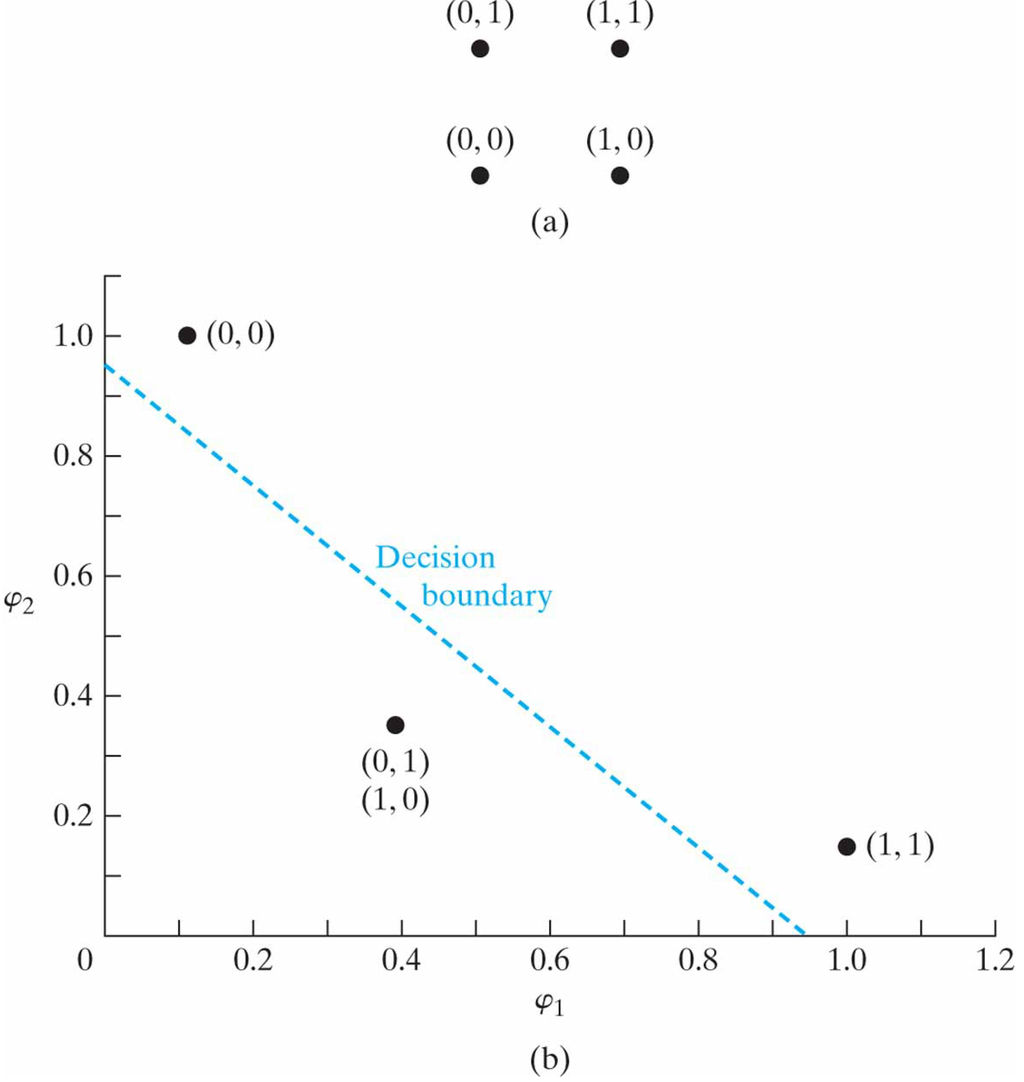 (0, 1) (1, 1)
(0, 0) (1, 0)
(a)
1.0
(0, 0)
0.8
Decision
boundary
0.6
φ2
0.4
(0, 1)
(1, 0)
0.2
(1, 1)
0 0.2 0.4 0.6 0.8 1.0 1.2
φ1
(b)